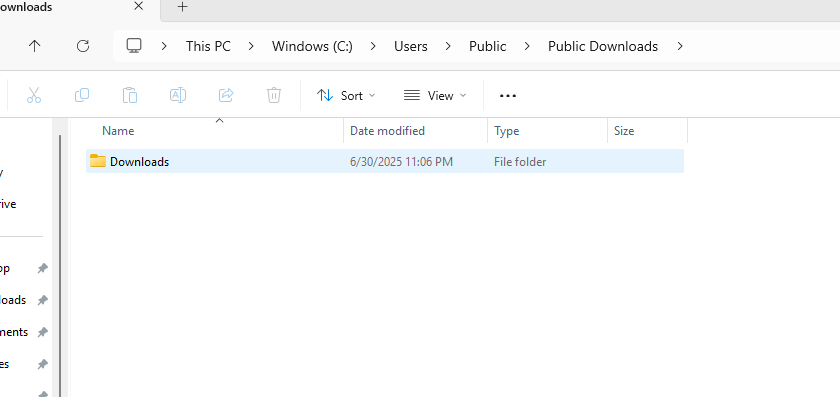 ownloads
This PC > Windows (C:) > Users > Public > Public Downloads >
Sort View ...
Name Date modified Type Size
Downloads 6/30/2025 11:06 PM File folder
y
rive
op
loads
ments
es